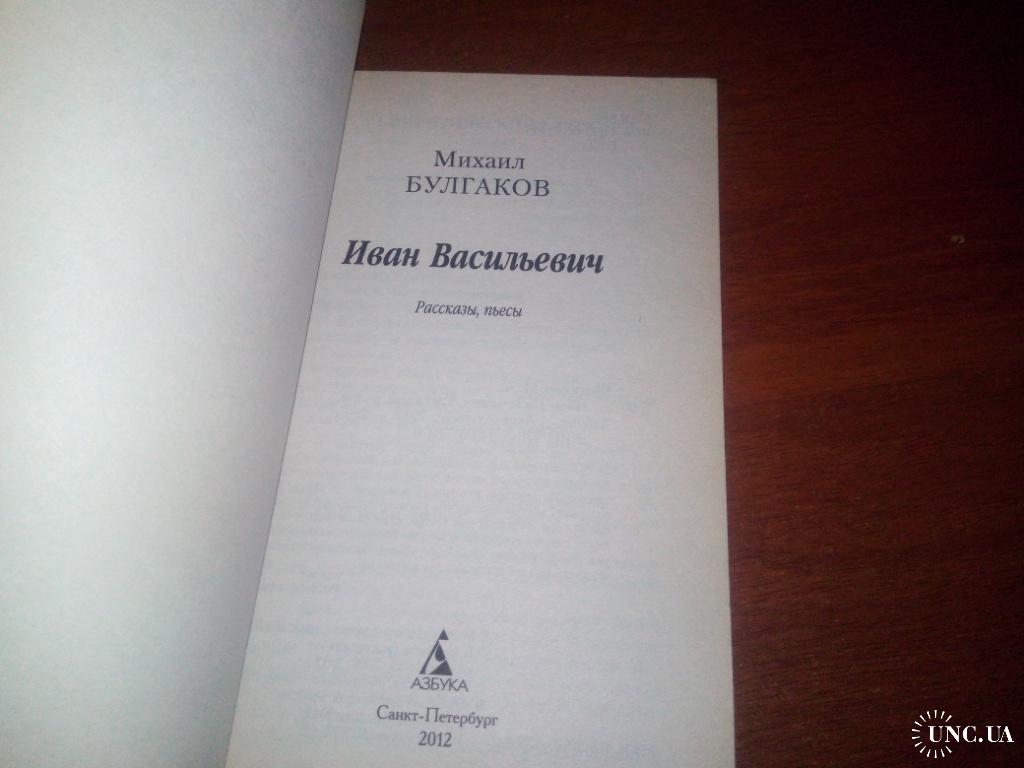 Михаил
БУЛГАКОВ
Иван Васильевич
Рассказы, пьесы
АЗБУКА
Санкт-Петербург
2012
UNC.UA